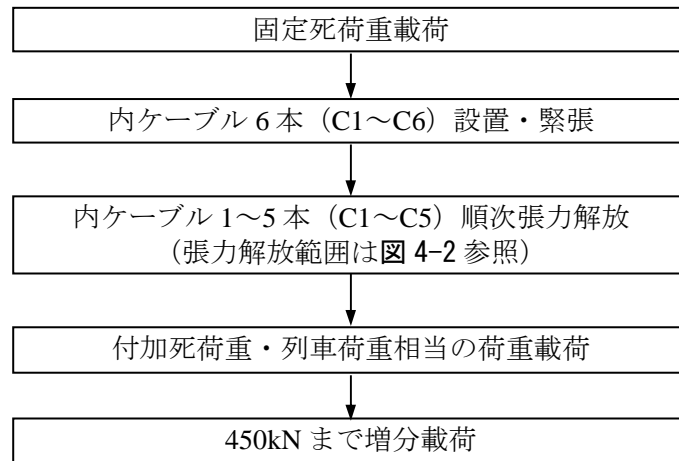 固定死荷重載荷
内ケーブル 6 本（C1～C6）設置・緊張
内ケーブル 1～5 本（C1～C5）順次張力解放
（張力解放範囲は図 4-2 参照）
付加死荷重・列車荷重相当の荷重載荷
450kN まで増分載荷